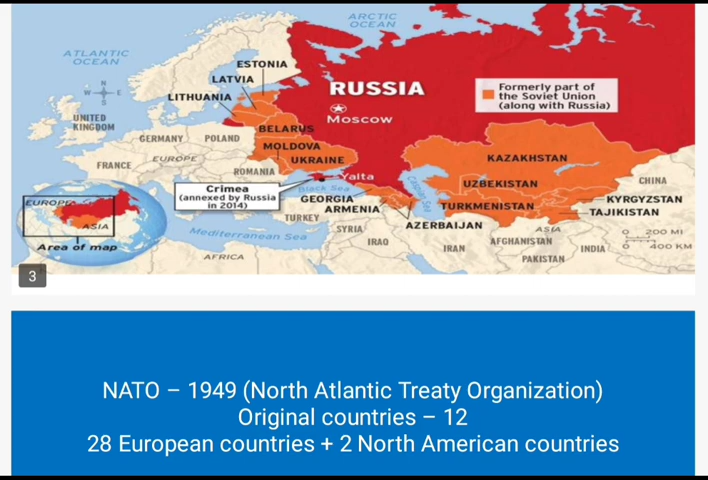 ARCTIC
OCEAN
ATLANTIC
OCEAN
ESTONIA
LATVIA
LITHUANIA
RUSSIA
Moscow
Formerly part of
the Soviet Union
(along with Russia)
N
W E
S
UNITED
KINGDOM
GERMANY
POLAND
BELARUS
MOLDOVA
UKRAINE
EUROPE
FRANCE
ROMANIA
KAZAKHSTAN
Yalta
Crimea
(annexed by Russia
in 2014)
Black Sea
Caspian Sea
UZBEKISTAN
CHINA
GEORGIA
ARMENIA
TURKMENISTAN
KYRGYZSTAN
TAJIKISTAN
EUROPE
ASIA
Area of map
TURKEY
AZERBAIJAN
SYRIA
IRAQ
IRAN
Mediterranean Sea
AFRICA
ASIA
AFGHANISTAN
PAKISTAN
INDIA
0 200 MI
0 400 KM
3
NATO – 1949 (North Atlantic Treaty Organization)
Original countries – 12
28 European countries + 2 North American countries